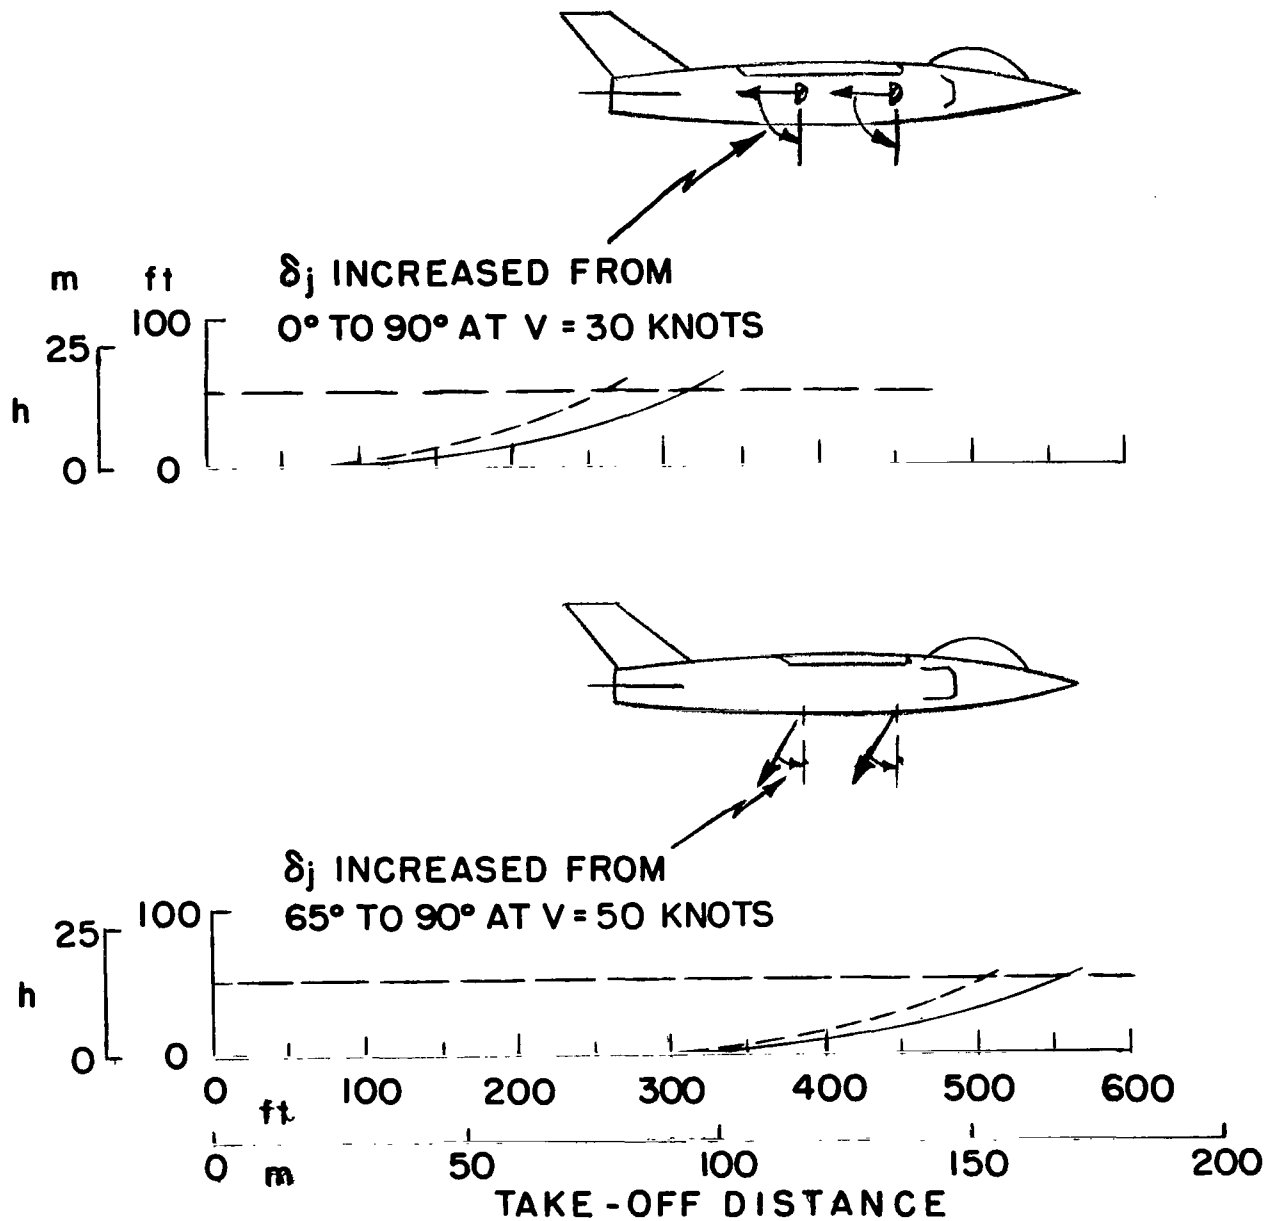 m ft
δj INCREASED FROM
0° TO 90° AT V = 30 KNOTS
100
25
h
0 0
δj INCREASED FROM
65° TO 90° AT V = 50 KNOTS
100
25
h
0 0
0 100 200 300 400 500 600
ft
0 m 50 100 150 200
TAKE-OFF DISTANCE